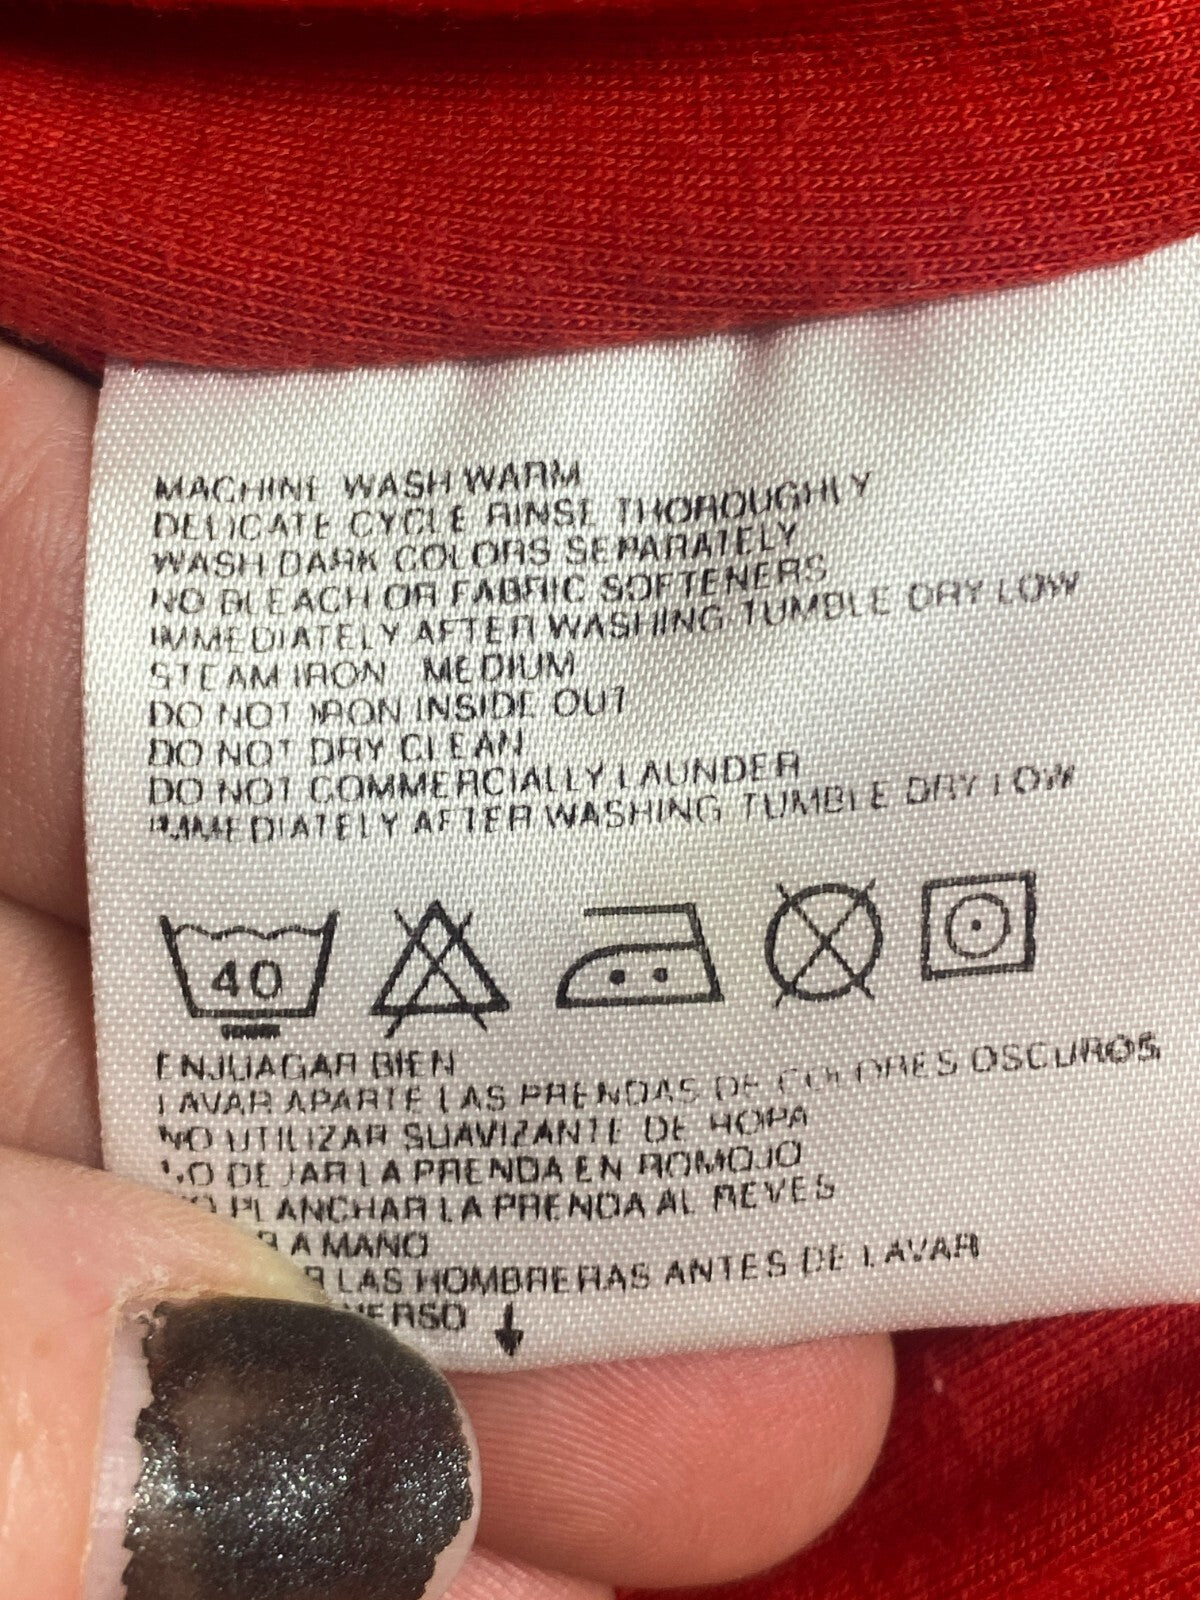 MACHINE WASH WARM
DELICATE CYCLE RINSE THOROUGHLY
WASH DARK COLORS SEPARATELY
NO BLEACH OR FABRIC SOFTENERS
IMMEDIATELY AFTER WASHING TUMBLE DRY LOW
STEAM IRON MEDIUM
DO NOT IRON INSIDE OUT
DO NOT DRY CLEAN
DO NOT COMMERCIALLY LAUNDER
IMMEDIATELY AFTER WASHING TUMBLE DRY LOW
40
ENJUAGAR BIEN
LAVAR APARTE LAS PRENDAS DE COLORES OSCUROS
NO UTILIZAR SUAVIZANTE DE ROPA
NO DEJAR LA PRENDA EN ROMOJO
NO PLANCHAR LA PRENDA AL REVES
A MANO
LAS HOMBRERAS ANTES DE LAVAR